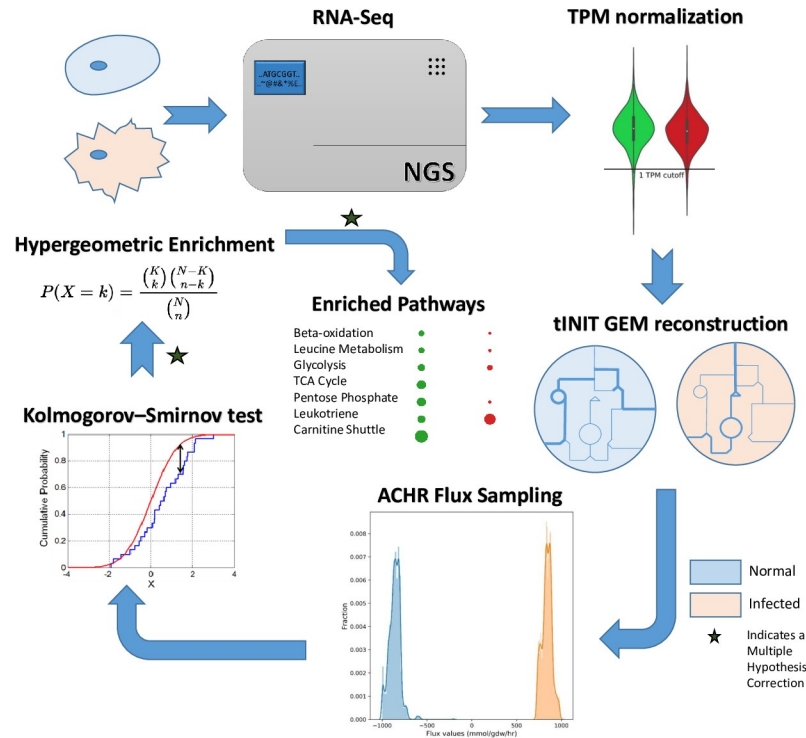 RNA-Seq
TPM normalization
..ATGCGGT..
NGS
1 TPM cutoff
Hypergeometric Enrichment
P(X = k) = \frac{\binom{K}{k}\binom{N-K}{n-k}}{\binom{N}{n}}
Enriched Pathways
Beta-oxidation
Leucine Metabolism
Glycolysis
TCA Cycle
Pentose Phosphate
Leukotriene
Carnitine Shuttle
tINIT GEM reconstruction
Kolmogorov–Smirnov test
Cumulative Probability
1
0.8
0.6
0.4
0.2
0
-4
-2
0
2
4
X
ACHR Flux Sampling
Fraction
0.008
0.007
0.006
0.005
0.004
0.003
0.002
0.001
0.000
−1000
−500
0
500
1000
Flux values (mmol/gdw/hr)
Normal
Infected
Indicates a
Multiple
Hypothesis
Correction